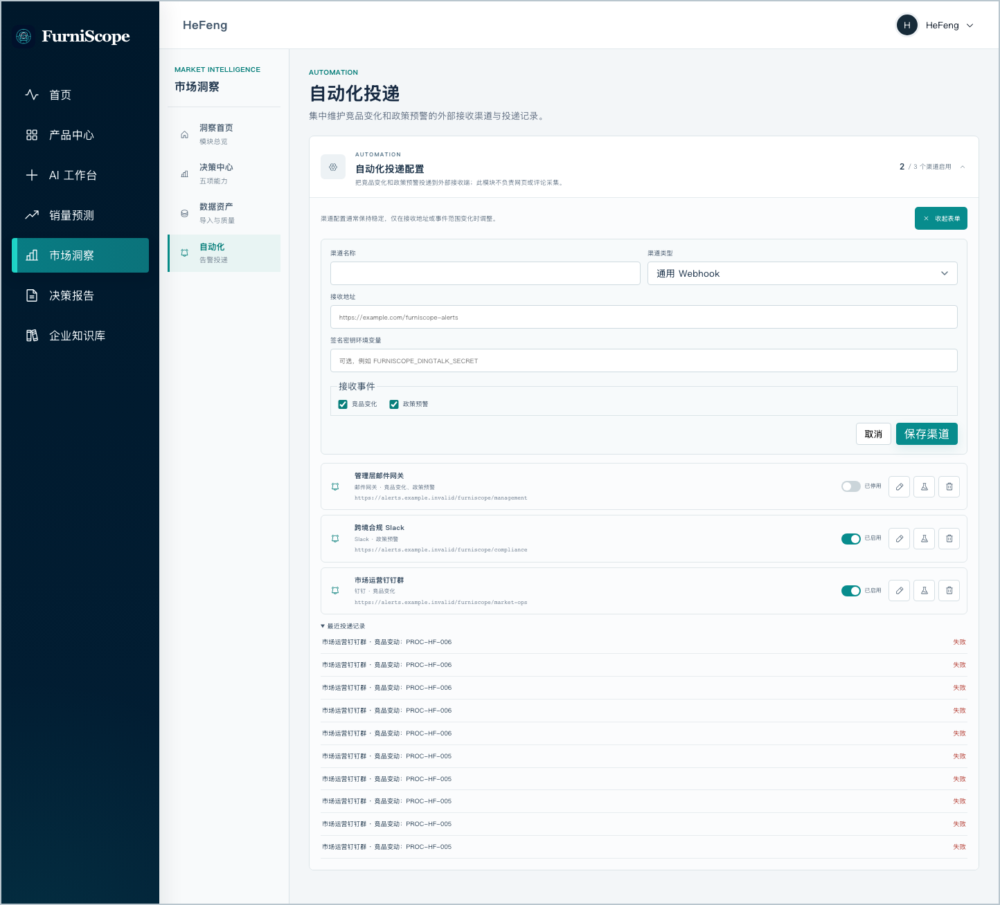 FurniScope
首页
产品中心
AI 工作台
销量预测
市场洞察
决策报告
企业知识库
HeFeng
H
HeFeng
MARKET INTELLIGENCE
市场洞察
洞察首页
模块总览
决策中心
五项能力
数据资产
导入与质量
自动化
告警投递
AUTOMATION
自动化投递
集中维护竞品变化和政策预警的外部接收渠道与投递记录。
AUTOMATION
自动化投递配置
把竞品变化和政策预警投递到外部接收端；此模块不负责网页或评论采集。
2 / 3 个渠道启用
渠道配置通常保持稳定，仅在接收地址或事件范围变化时调整。
× 收起表单
渠道名称
渠道类型
通用 Webhook
接收地址
https://example.com/furniscope-alerts
签名密钥环境变量
可选，例如 FURNISCOPE_DINGTALK_SECRET
接收事件
竞品变化
政策预警
取消
保存渠道
管理层邮件网关
邮件网关 · 竞品变化、政策预警
https://alerts.example.invalid/furniscope/management
已停用
跨境合规 Slack
Slack · 政策预警
https://alerts.example.invalid/furniscope/compliance
已启用
市场运营钉钉群
钉钉 · 竞品变化
https://alerts.example.invalid/furniscope/market-ops
已启用
▼ 最近投递记录
市场运营钉钉群 · 竞品变动：PROC-HF-006 失败
市场运营钉钉群 · 竞品变动：PROC-HF-006 失败
市场运营钉钉群 · 竞品变动：PROC-HF-006 失败
市场运营钉钉群 · 竞品变动：PROC-HF-006 失败
市场运营钉钉群 · 竞品变动：PROC-HF-006 失败
市场运营钉钉群 · 竞品变动：PROC-HF-005 失败
市场运营钉钉群 · 竞品变动：PROC-HF-005 失败
市场运营钉钉群 · 竞品变动：PROC-HF-005 失败
市场运营钉钉群 · 竞品变动：PROC-HF-005 失败
市场运营钉钉群 · 竞品变动：PROC-HF-005 失败